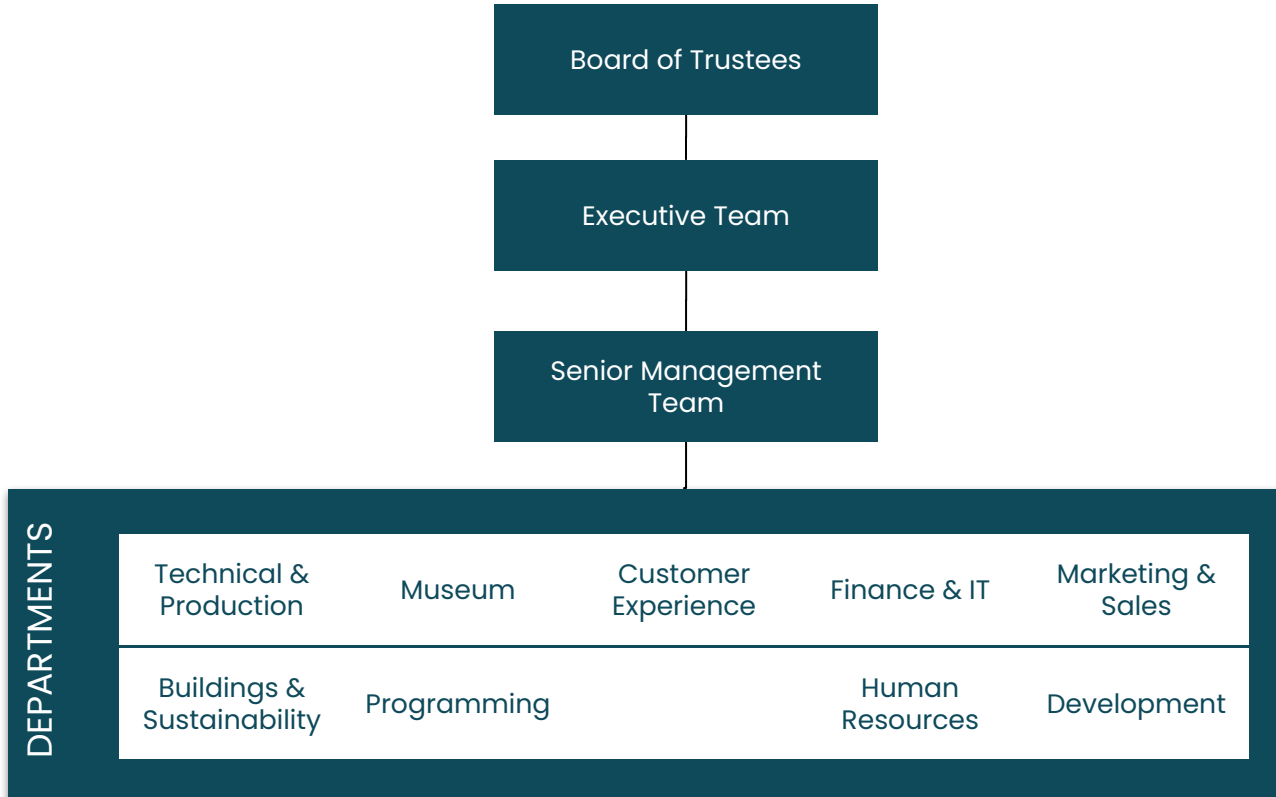 Board of Trustees
Executive Team
Senior Management
Team
DEPARTMENTS
Technical &
Production
Museum
Customer
Experience
Finance & IT
Marketing &
Sales
Buildings &
Sustainability
Programming
Human
Resources
Development